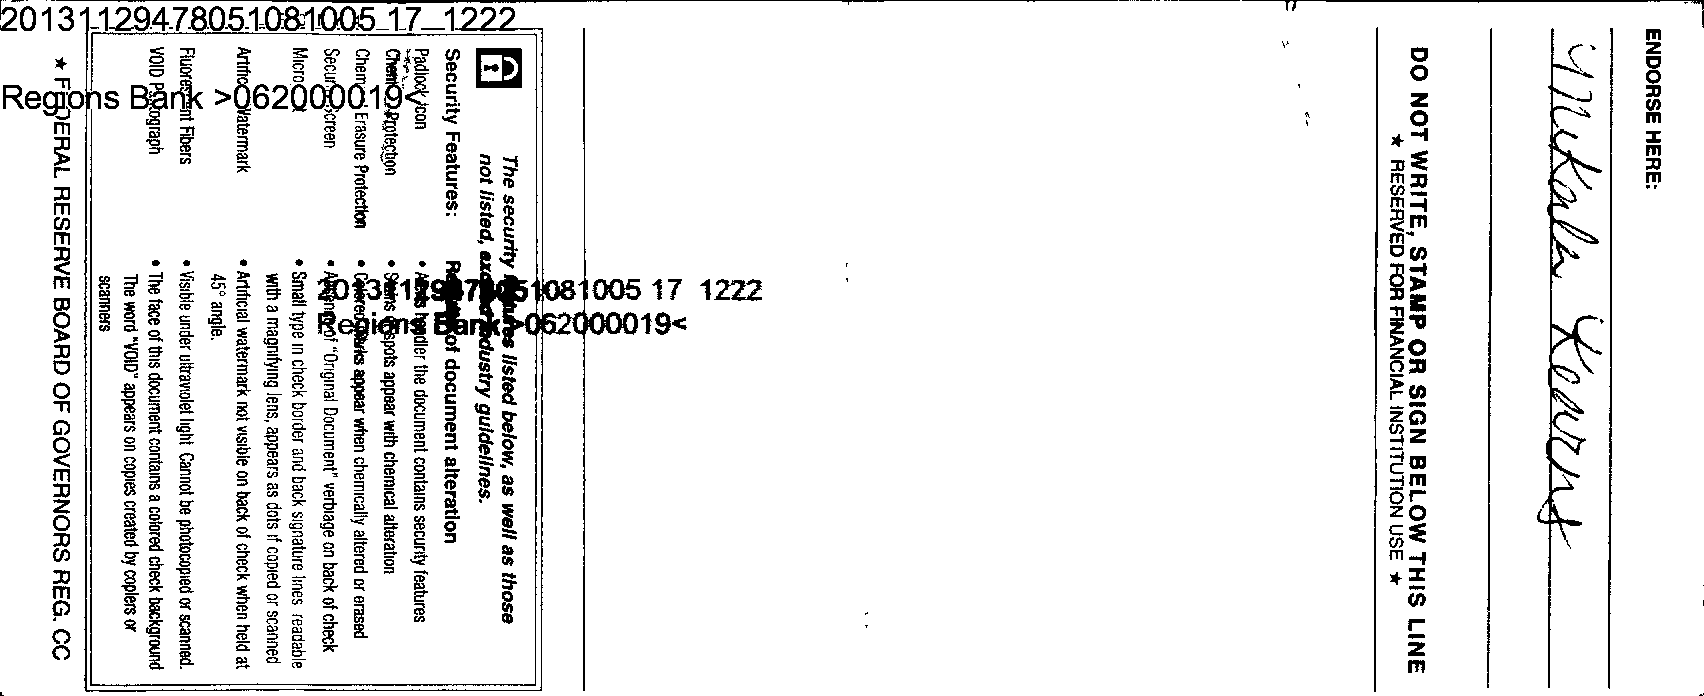 ENDORSE HERE:
Mikala Kearns
DO NOT WRITE, STAMP OR SIGN BELOW THIS LINE
★ RESERVED FOR FINANCIAL INSTITUTION USE ★
20131129478051081005 17 1222
Regions Bank >062000019<
20131129478051081005 17 1222
Regions Bank >062000019<
The security features listed below, as well as those
not listed, exceed industry guidelines.
Security Features: Results of document alteration
Padlock Icon • Alerts handler the document contains security features
Chemical Protection • Stains or spots appear with chemical alteration
Chemical Erasure Protection • Colored marks appear when chemically altered or erased
Security Screen • Absence of "Original Document" verbiage on back of check
Microprint • Small type in check border and back signature lines readable
with a magnifying lens, appears as dots if copied or scanned
Artificial Watermark • Artificial watermark not visible on back of check when held at
45° angle.
Fluorescent Fibers • Visible under ultraviolet light Cannot be photocopied or scanned.
VOID Pantograph • The face of this document contains a colored check background
The word "VOID" appears on copies created by copiers or
scanners
★ FEDERAL RESERVE BOARD OF GOVERNORS REG. CC